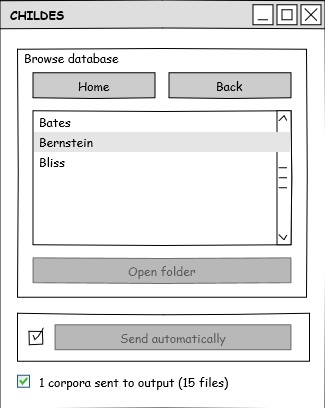 CHILDES
Browse database
Home
Back
Bates
Bernstein
Bliss
Open folder
Send automatically
1 corpora sent to output (15 files)